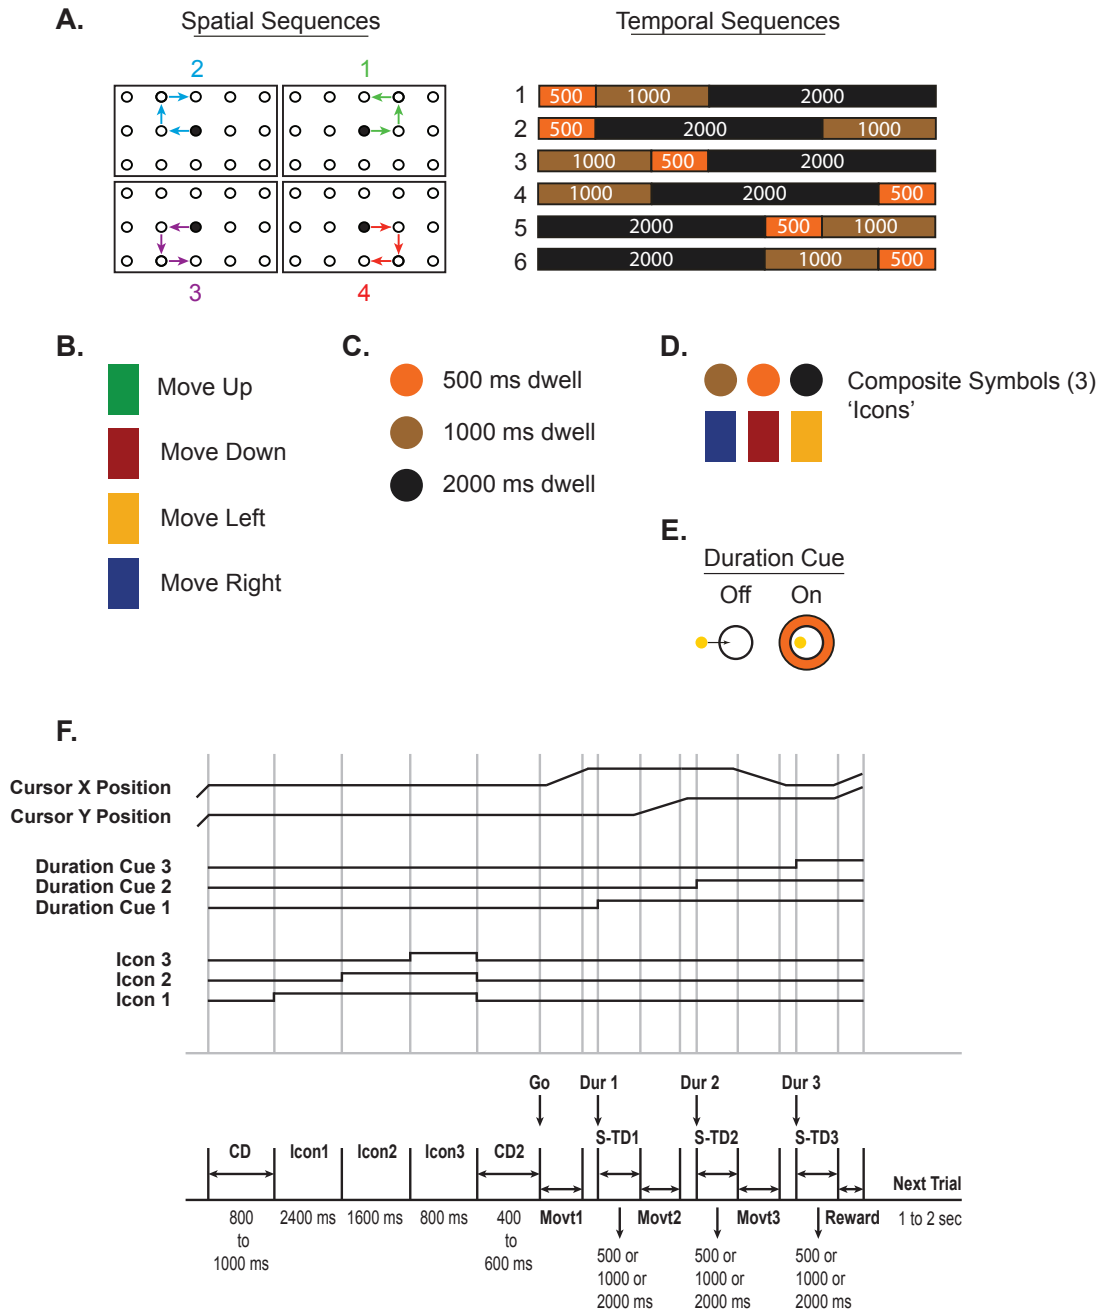 A.
Spatial Sequences
Temporal Sequences
2
1
3
4
1 500 1000 2000
2 500 2000 1000
3 1000 500 2000
4 1000 2000 500
5 2000 500 1000
6 2000 1000 500
B.
Move Up
Move Down
Move Left
Move Right
C.
500 ms dwell
1000 ms dwell
2000 ms dwell
D.
Composite Symbols (3)
'Icons'
E.
Duration Cue
Off On
F.
Cursor X Position
Cursor Y Position
Duration Cue 3
Duration Cue 2
Duration Cue 1
Icon 3
Icon 2
Icon 1
Go Dur 1 Dur 2 Dur 3
CD Icon1 Icon2 Icon3 CD2 S-TD1 S-TD2 S-TD3
Next Trial
Movt1 Movt2 Movt3 Reward
800
to
1000 ms
2400 ms
1600 ms
800 ms
400
to
600 ms
500 or
1000 or
2000 ms
500 or
1000 or
2000 ms
500 or
1000 or
2000 ms
1 to 2 sec